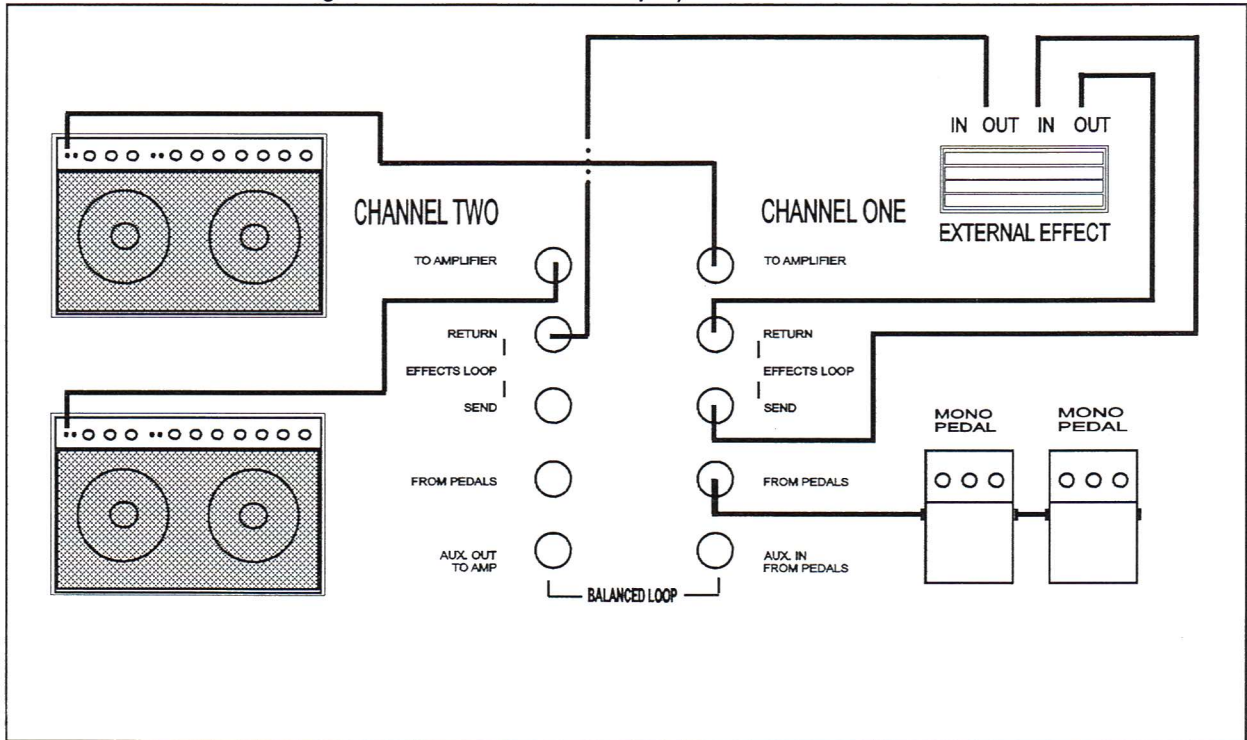 IN OUT IN OUT
EXTERNAL EFFECT
CHANNEL TWO
CHANNEL ONE
TO AMPLIFIER
TO AMPLIFIER
RETURN
RETURN
EFFECTS LOOP
EFFECTS LOOP
SEND
SEND
MONO
PEDAL
MONO
PEDAL
FROM PEDALS
FROM PEDALS
AUX. OUT
TO AMP
AUX. IN
FROM PEDALS
BALANCED LOOP